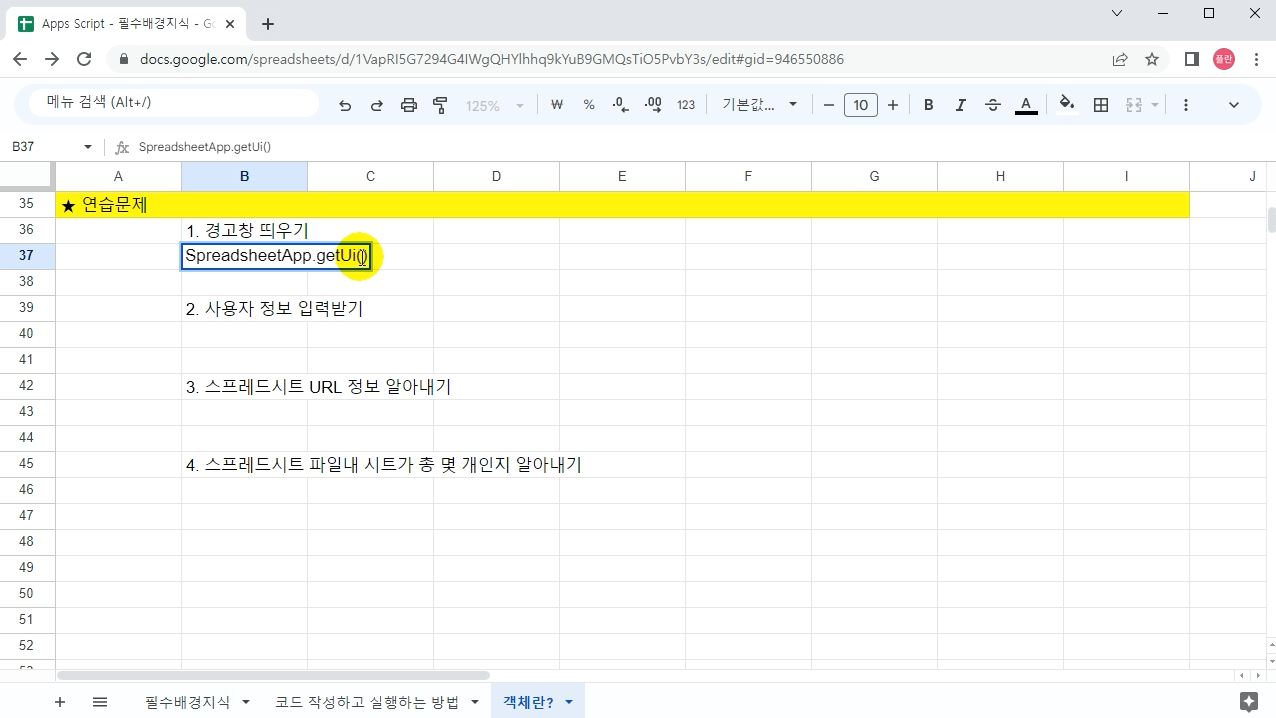 Apps Script - 필수배경지식 - Go
docs.google.com/spreadsheets/d/1VapRI5G7294G4IWgQHYlhhq9kYuB9GMQsTiO5PvbY3s/edit#gid=946550886
플란
메뉴 검색 (Alt+/)
125%
₩ % .0 .00 123
기본값...
10
B I A
B37
fx SpreadsheetApp.getUi()
A B C D E F G H I J
35 ★ 연습문제
36 1. 경고창 띄우기
37 SpreadsheetApp.getUi()
38
39 2. 사용자 정보 입력받기
40
41
42 3. 스프레드시트 URL 정보 알아내기
43
44
45 4. 스프레드시트 파일내 시트가 총 몇 개인지 알아내기
46
47
48
49
50
51
52
53
필수배경지식 코드 작성하고 실행하는 방법 객체란?